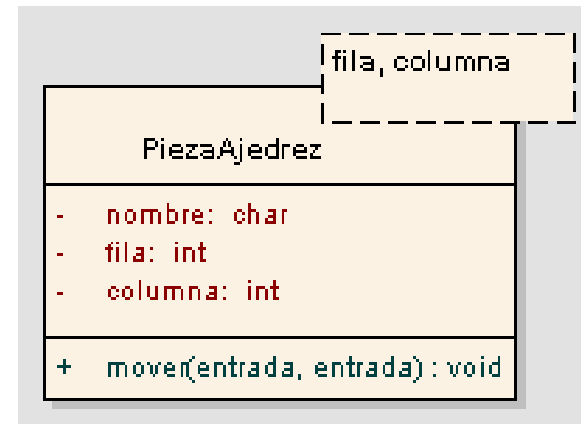 fila, columna
PiezaAjedrez
- nombre: char
- fila: int
- columna: int
+ mover(entrada, entrada) : void